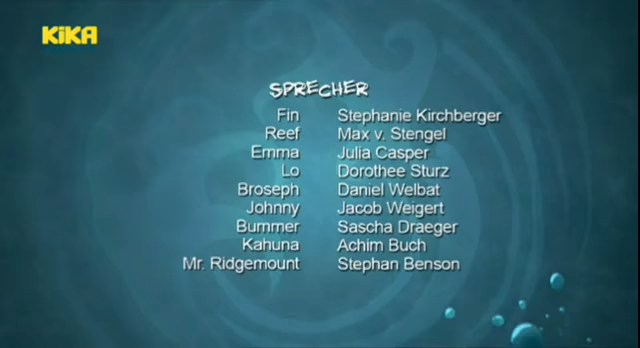 KiKA
SPRECHER
Fin Stephanie Kirchberger
Reef Max v. Stengel
Emma Julia Casper
Lo Dorothee Sturz
Broseph Daniel Welbat
Johnny Jacob Weigert
Bummer Sascha Draeger
Kahuna Achim Buch
Mr. Ridgemount Stephan Benson